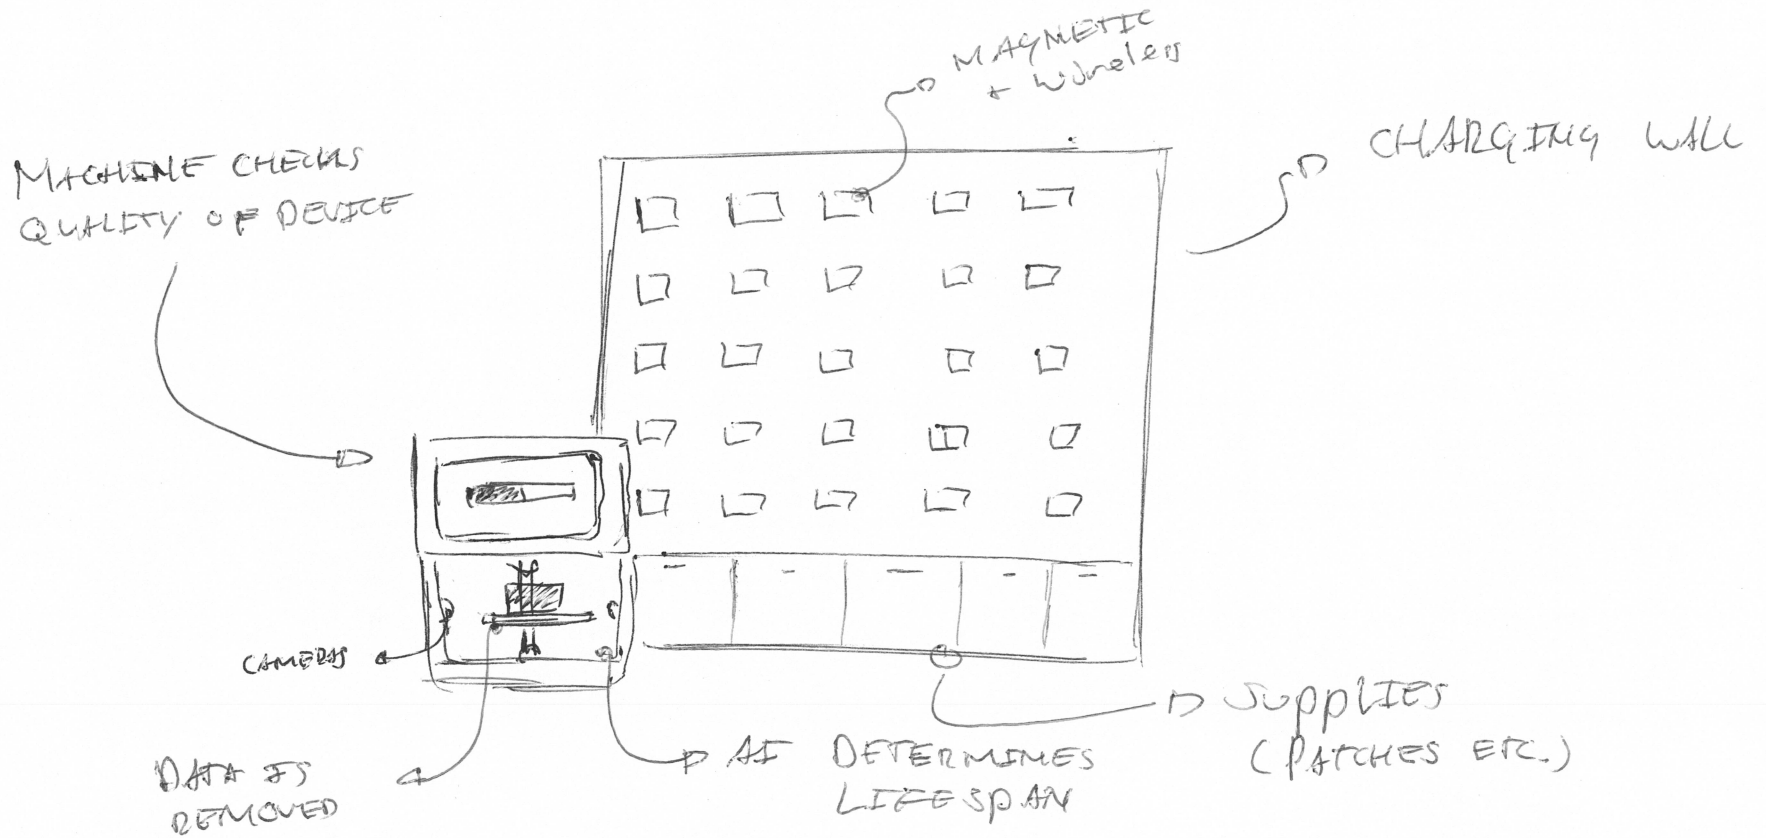 MAGNETIC
+ Wireless
CHARGING WALL
MACHINE CHECKS
QUALITY OF DEVICE
CAMERAS
SUPPLIES
(PATCHES ETC.)
AI DETERMINES
LIFESPAN
DATA IS
REMOVED